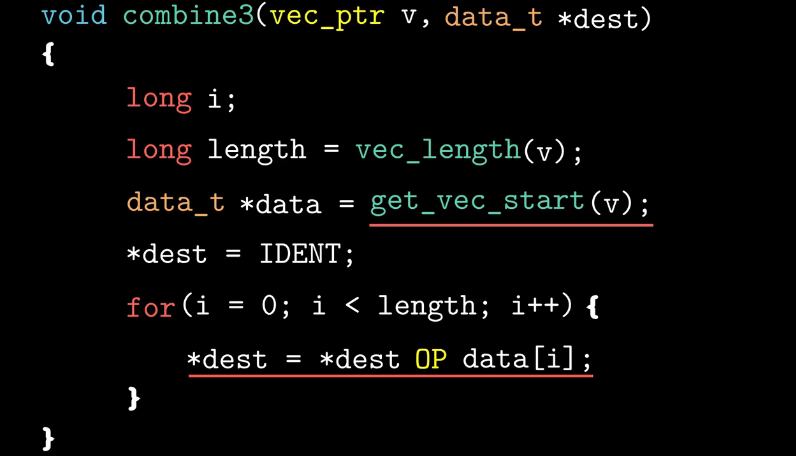 void combine3(vec_ptr v, data_t *dest)
{
long i;
long length = vec_length(v);
data_t *data = get_vec_start(v);
*dest = IDENT;
for(i = 0; i < length; i++) {
*dest = *dest OP data[i];
}
}